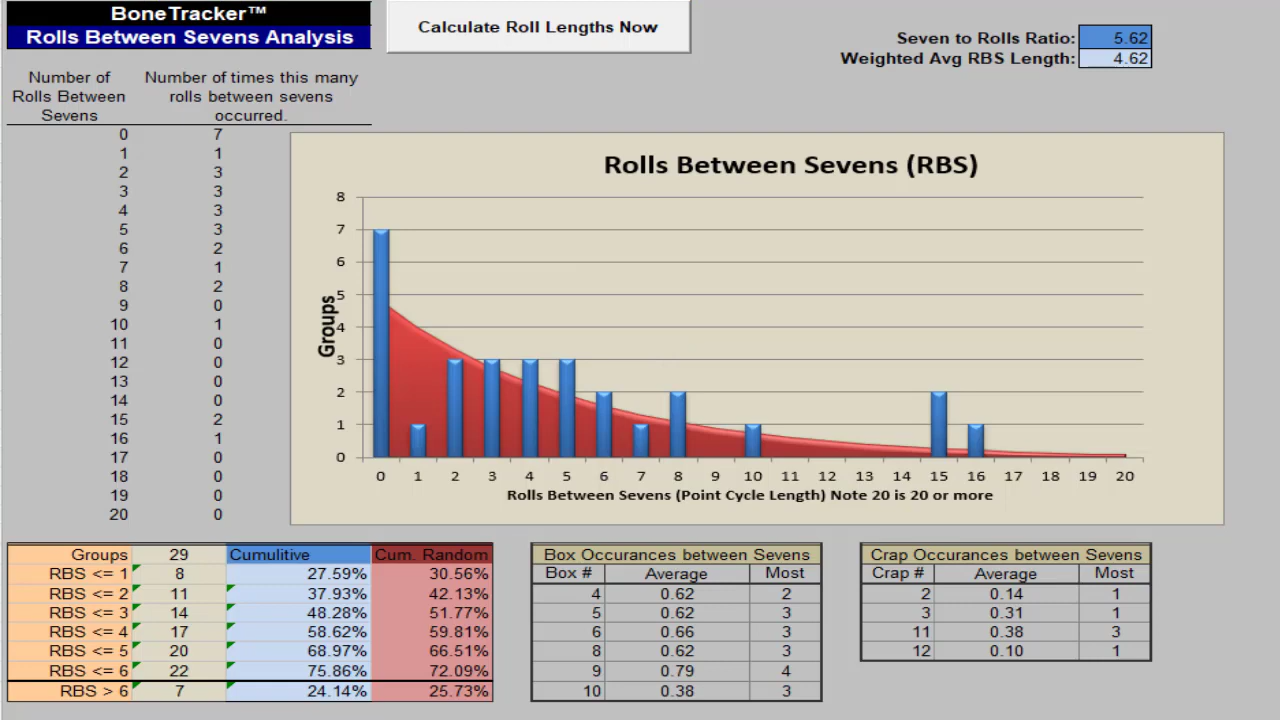 BoneTracker™
Rolls Between Sevens Analysis
Calculate Roll Lengths Now
Seven to Rolls Ratio: 5.62
Weighted Avg RBS Length: 4.62
Number of Rolls Between Sevens
Number of times this many rolls between sevens occurred.
0 7
1 1
2 3
3 3
4 3
5 3
6 2
7 1
8 2
9 0
10 1
11 0
12 0
13 0
14 0
15 2
16 1
17 0
18 0
19 0
20 0
Rolls Between Sevens (RBS)
Groups
8
7
6
5
4
3
2
1
0
0 1 2 3 4 5 6 7 8 9 10 11 12 13 14 15 16 17 18 19 20
Rolls Between Sevens (Point Cycle Length) Note 20 is 20 or more
Groups 29 Cumulitive Cum. Random
RBS <= 1 8 27.59% 30.56%
RBS <= 2 11 37.93% 42.13%
RBS <= 3 14 48.28% 51.77%
RBS <= 4 17 58.62% 59.81%
RBS <= 5 20 68.97% 66.51%
RBS <= 6 22 75.86% 72.09%
RBS > 6 7 24.14% 25.73%
Box Occurances between Sevens
Box # Average Most
4 0.62 2
5 0.62 3
6 0.66 3
8 0.62 3
9 0.79 4
10 0.38 3
Crap Occurances between Sevens
Crap # Average Most
2 0.14 1
3 0.31 1
11 0.38 3
12 0.10 1